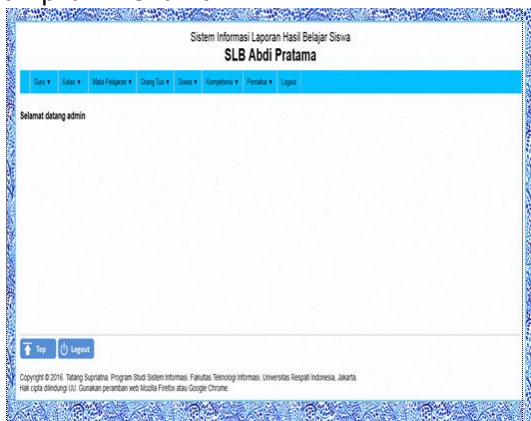 Sistem Informasi Laporan Hasil Belajar Siswa
SLB Abdi Pratama
Guru ▾ Kelas ▾ Mata Pelajaran ▾ Orang Tua ▾ Siswa ▾ Kompetensi ▾ Pemakai ▾ Logout
Selamat datang admin
Top Logout
Copyright © 2016. Tatang Supriatna. Program Studi Sistem Informasi, Fakultas Teknologi Informasi, Universitas Respati Indonesia, Jakarta.
Hak cipta dilindungi UU. Gunakan peramban web Mozilla Firefox atau Google Chrome.